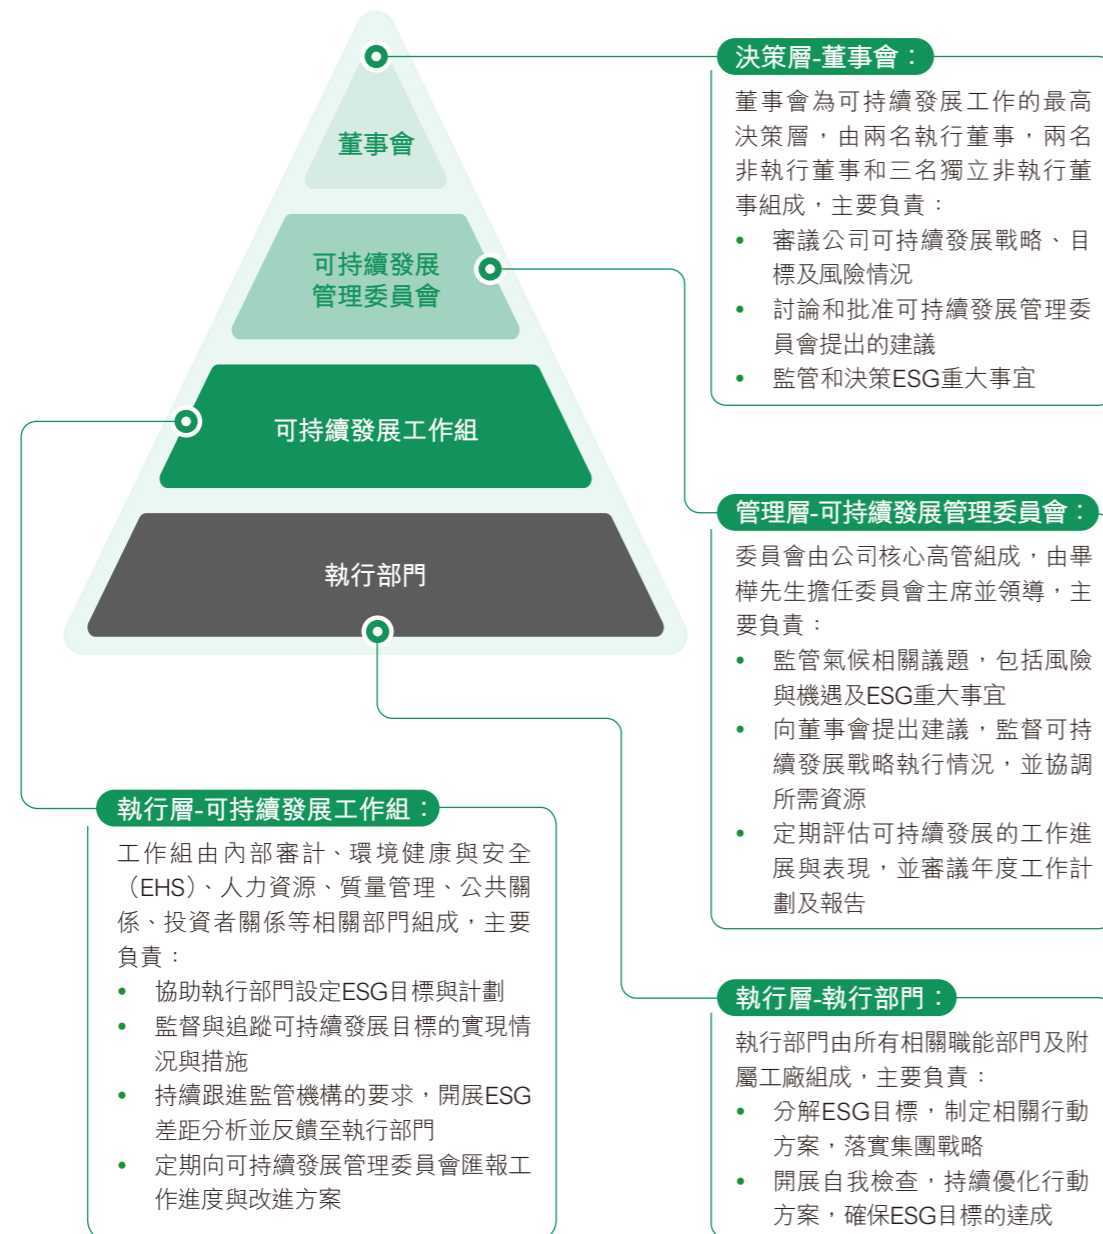 董事會
可持續發展
管理委員會
可持續發展工作組
執行部門
決策層-董事會：
董事會為可持續發展工作的最高
決策層，由兩名執行董事，兩名
非執行董事和三名獨立非執行董
事組成，主要負責：
• 審議公司可持續發展戰略、目
標及風險情況
• 討論和批准可持續發展管理委
員會提出的建議
• 監管和決策ESG重大事宜
管理層-可持續發展管理委員會：
委員會由公司核心高管組成，由畢
樺先生擔任委員會主席並領導，主
要負責：
• 監管氣候相關議題，包括風險
與機遇及ESG重大事宜
• 向董事會提出建議，監督可持
續發展戰略執行情況，並協調
所需資源
• 定期評估可持續發展的工作進
展與表現，並審議年度工作計
劃及報告
執行層-可持續發展工作組：
工作組由內部審計、環境健康與安全
（EHS）、人力資源、質量管理、公共關
係、投資者關係等相關部門組成，主要
負責：
• 協助執行部門設定ESG目標與計劃
• 監督與追蹤可持續發展目標的實現情
況與措施
• 持續跟進監管機構的要求，開展ESG
差距分析並反饋至執行部門
• 定期向可持續發展管理委員會匯報工
作進度與改進方案
執行層-執行部門：
執行部門由所有相關職能部門及附
屬工廠組成，主要負責：
• 分解ESG目標，制定相關行動
方案，落實集團戰略
• 開展自我檢查，持續優化行動
方案，確保ESG目標的達成